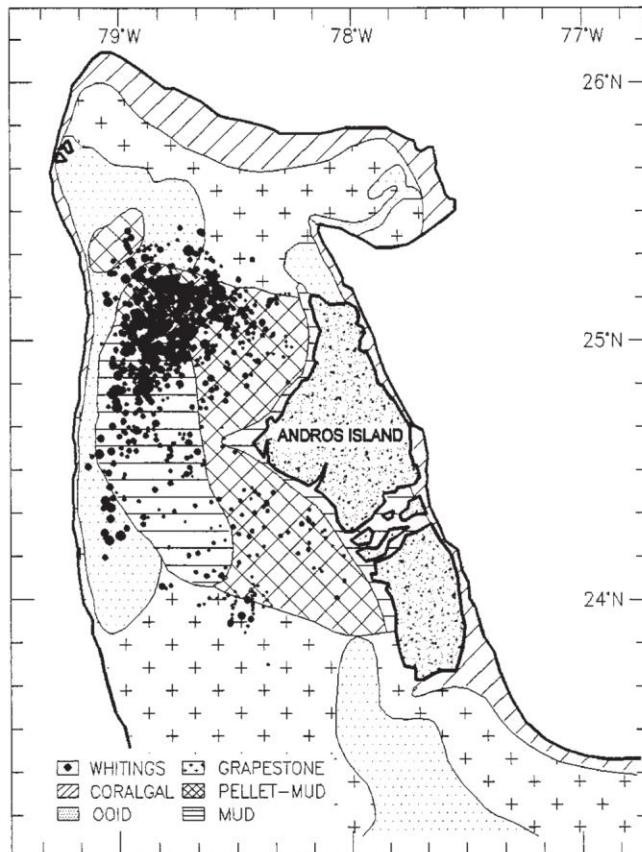 79°W 78°W 77°W
26°N
25°N
ANDROS ISLAND
24°N
WHITINGS GRAPESTONE
CORALGAL PELLET-MUD
OOID MUD